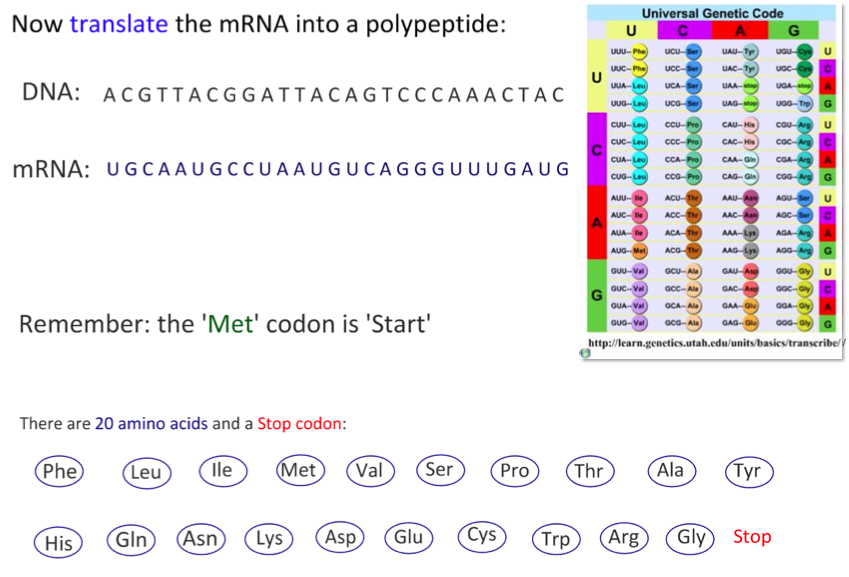 Now translate the mRNA into a polypeptide:
DNA: A C G T T A C G G A T T A C A G T C C C A A A C T A C
mRNA: U G C A A U G C C U A A U G U C A G G G U U U G A U G
Remember: the 'Met' codon is 'Start'
Universal Genetic Code
U C A G
U
UUU-Phe UCU-Ser UAU-Tyr UGU-Cys U
UUC-Phe UCC-Ser UAC-Tyr UGC-Cys C
UUA-Leu UCA-Ser UAA-stop UGA-stop A
UUG-Leu UCG-Ser UAG-stop UGG-Trp G
C
CUU-Leu CCU-Pro CAU-His CGU-Arg U
CUC-Leu CCC-Pro CAC-His CGC-Arg C
CUA-Leu CCA-Pro CAA-Gln CGA-Arg A
CUG-Leu CCG-Pro CAG-Gln CGG-Arg G
A
AUU-Ile ACU-Thr AAU-Asn AGU-Ser U
AUC-Ile ACC-Thr AAC-Asn AGC-Ser C
AUA-Ile ACA-Thr AAA-Lys AGA-Arg A
AUG-Met ACG-Thr AAG-Lys AGG-Arg G
G
GUU-Val GCU-Ala GAU-Asp GGU-Gly U
GUC-Val GCC-Ala GAC-Asp GGC-Gly C
GUA-Val GCA-Ala GAA-Glu GGA-Gly A
GUG-Val GCG-Ala GAG-Glu GGG-Gly G
http://learn.genetics.utah.edu/units/basics/transcribe//
There are 20 amino acids and a Stop codon:
Phe Leu Ile Met Val Ser Pro Thr Ala Tyr
His Gln Asn Lys Asp Glu Cys Trp Arg Gly Stop